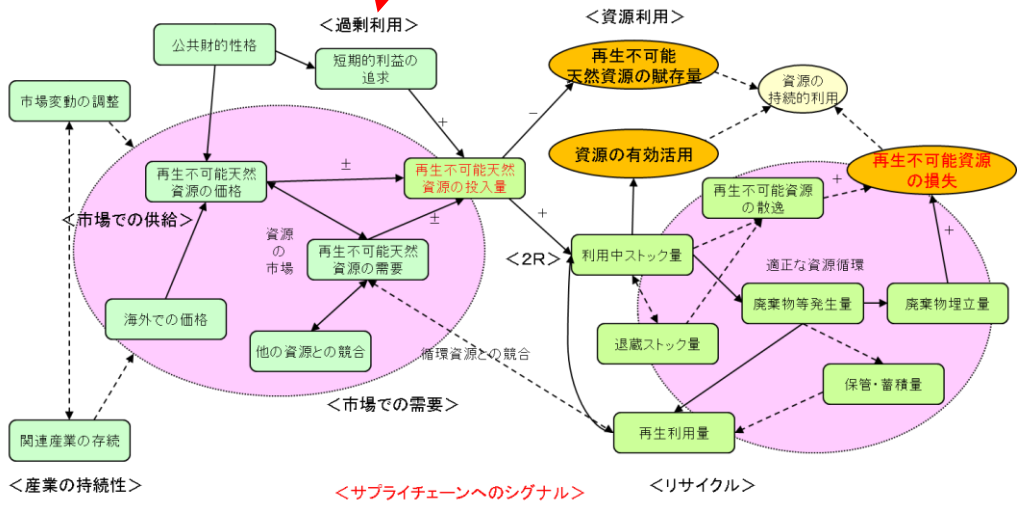 ＜過剰利用＞
＜資源利用＞
公共財的性格
短期的利益の
追求
再生不可能
天然資源の賦存量
資源の
持続的利用
市場変動の調整
＋
－
資源の有効活用
再生不可能天然
資源の価格
±
再生不可能天然
資源の投入量
再生不可能資源
の損失
再生不可能資源
の散逸
＋
＜市場での供給＞
±
＋
資源
の
市場
再生不可能天然
資源の需要
＜2R＞
利用中ストック量
適正な資源循環
＋
海外での価格
廃棄物等発生量
廃棄物埋立量
他の資源との競合
循環資源との競合
退蔵ストック量
保管・蓄積量
＜市場での需要＞
関連産業の存続
再生利用量
＜産業の持続性＞
＜サプライチェーンへのシグナル＞
＜リサイクル＞